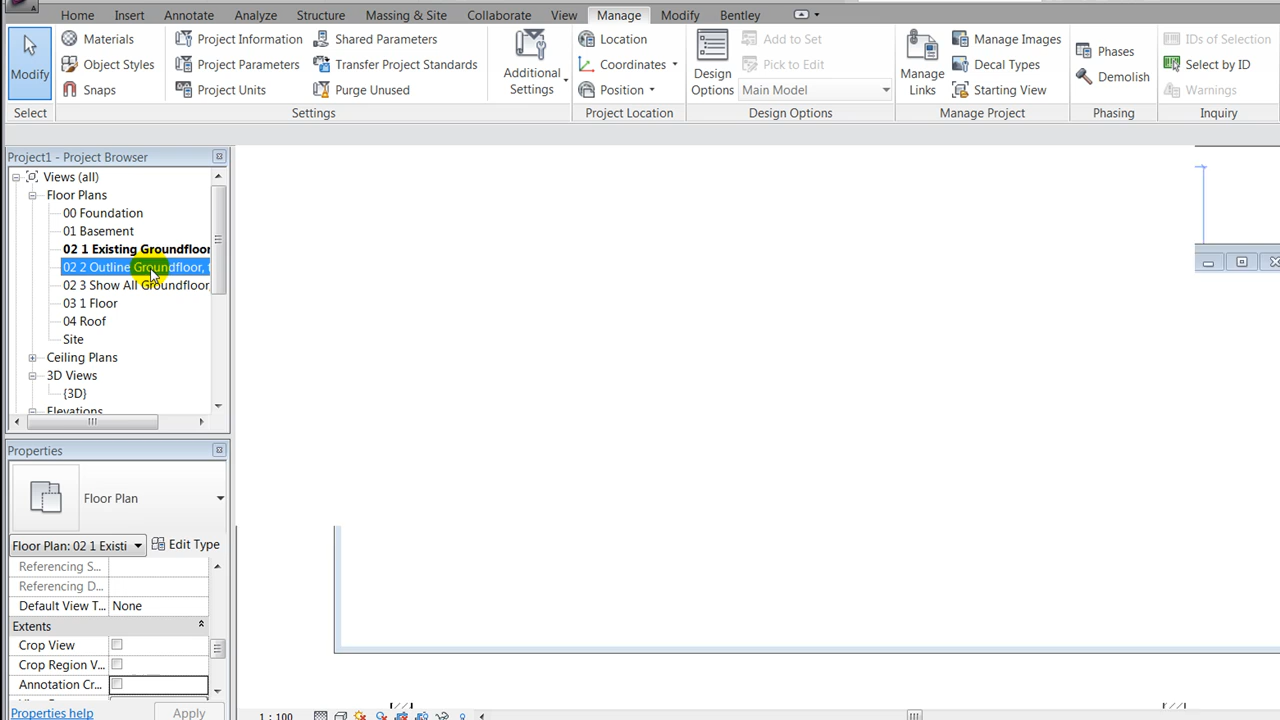 Home Insert Annotate Analyze Structure Massing & Site Collaborate View Manage Modify Bentley
Materials Project Information Shared Parameters Location Add to Set Manage Images Phases IDs of Selection
Modify Object Styles Project Parameters Transfer Project Standards Additional Settings Coordinates Design Options Pick to Edit Manage Links Decal Types Demolish Select by ID
Snaps Project Units Purge Unused Position Main Model Starting View Warnings
Select Settings Project Location Design Options Manage Project Phasing Inquiry
Project1 - Project Browser
Views (all)
Floor Plans
00 Foundation
01 Basement
02 1 Existing Groundfloor
02 2 Outline Groundfloor,
02 3 Show All Groundfloor,
03 1 Floor
04 Roof
Site
Ceiling Plans
3D Views
{3D}
Elevations
Properties
Floor Plan
Floor Plan: 02 1 Existi Edit Type
Referencing S...
Referencing D...
Default View T... None
Extents
Crop View
Crop Region V...
Annotation Cr...
Properties help Apply
1 : 100